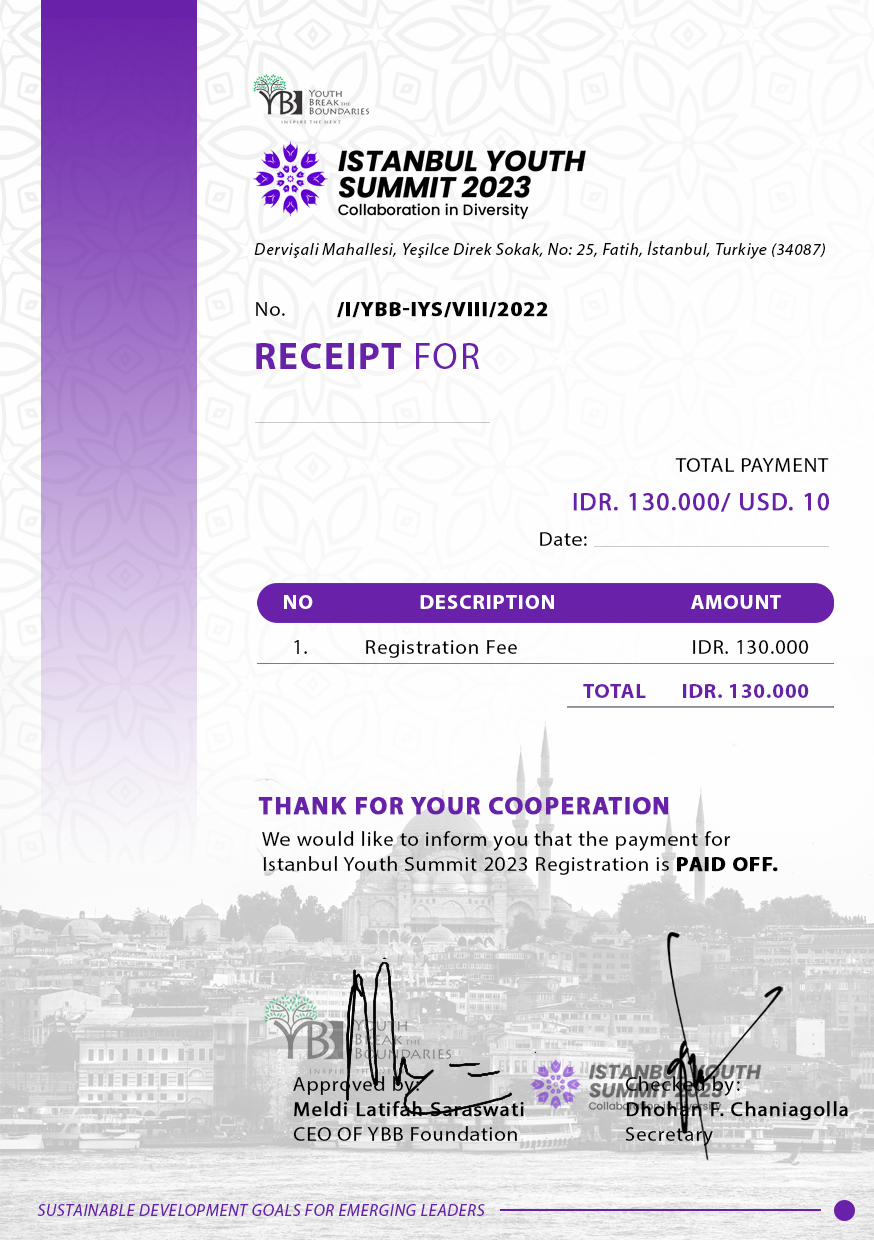 YBB YOUTH
BREAK THE
BOUNDARIES
INSPIRE THE NEXT
ISTANBUL YOUTH
SUMMIT 2023
Collaboration in Diversity
Dervişali Mahallesi, Yeşilce Direk Sokak, No: 25, Fatih, İstanbul, Turkiye (34087)
No. /I/YBB-IYS/VIII/2022
RECEIPT FOR
TOTAL PAYMENT
IDR. 130.000/ USD. 10
Date:
NO DESCRIPTION AMOUNT
1. Registration Fee IDR. 130.000
TOTAL IDR. 130.000
THANK FOR YOUR COOPERATION
We would like to inform you that the payment for
Istanbul Youth Summit 2023 Registration is PAID OFF.
YBB YOUTH
BREAK THE
BOUNDARIES
INSPIRE THE NEXT
ISTANBUL YOUTH
SUMMIT 2023
Collaboration in Diversity
Approved by:
Meldi Latifah Saraswati
CEO OF YBB Foundation
Checked by:
Dhohan F. Chaniagolla
Secretary
SUSTAINABLE DEVELOPMENT GOALS FOR EMERGING LEADERS